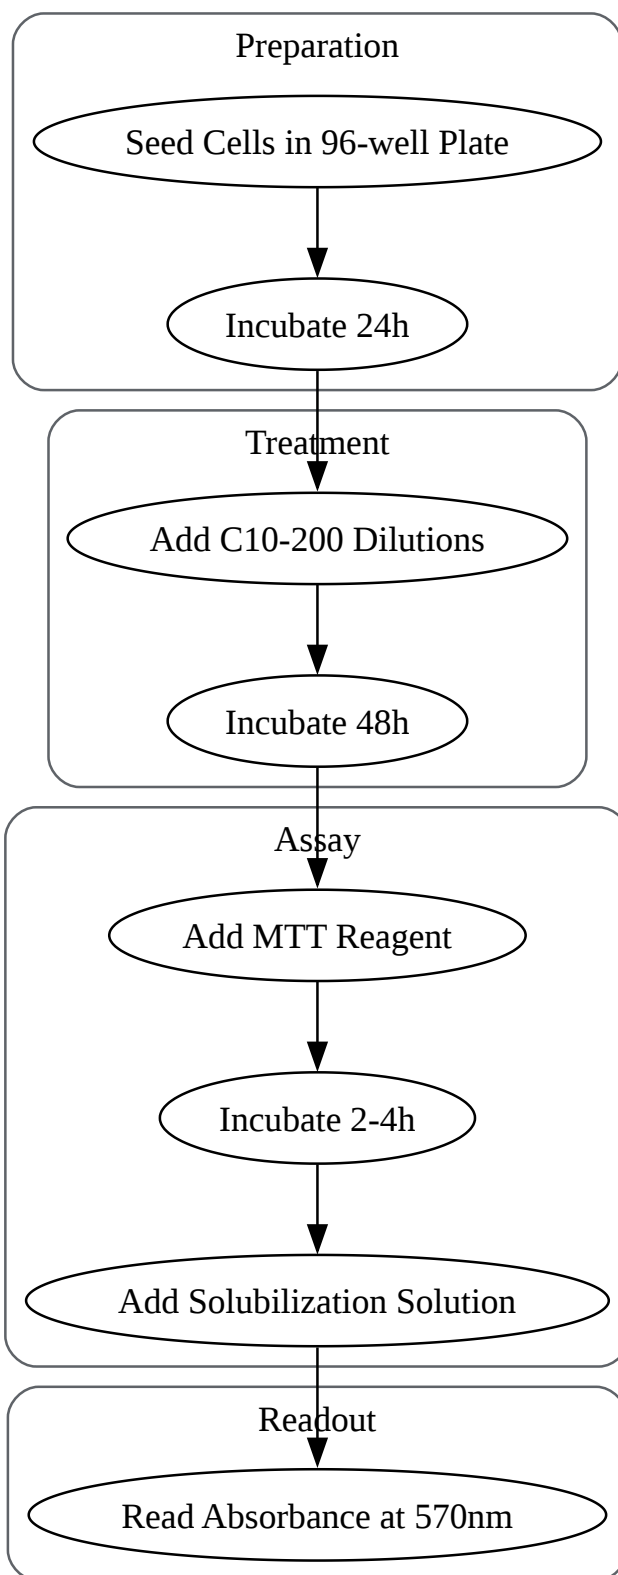 Preparation
Seed Cells in 96-well Plate
Incubate 24h
Treatment
Add C10-200 Dilutions
Incubate 48h
Assay
Add MTT Reagent
Incubate 2-4h
Add Solubilization Solution
Readout
Read Absorbance at 570nm